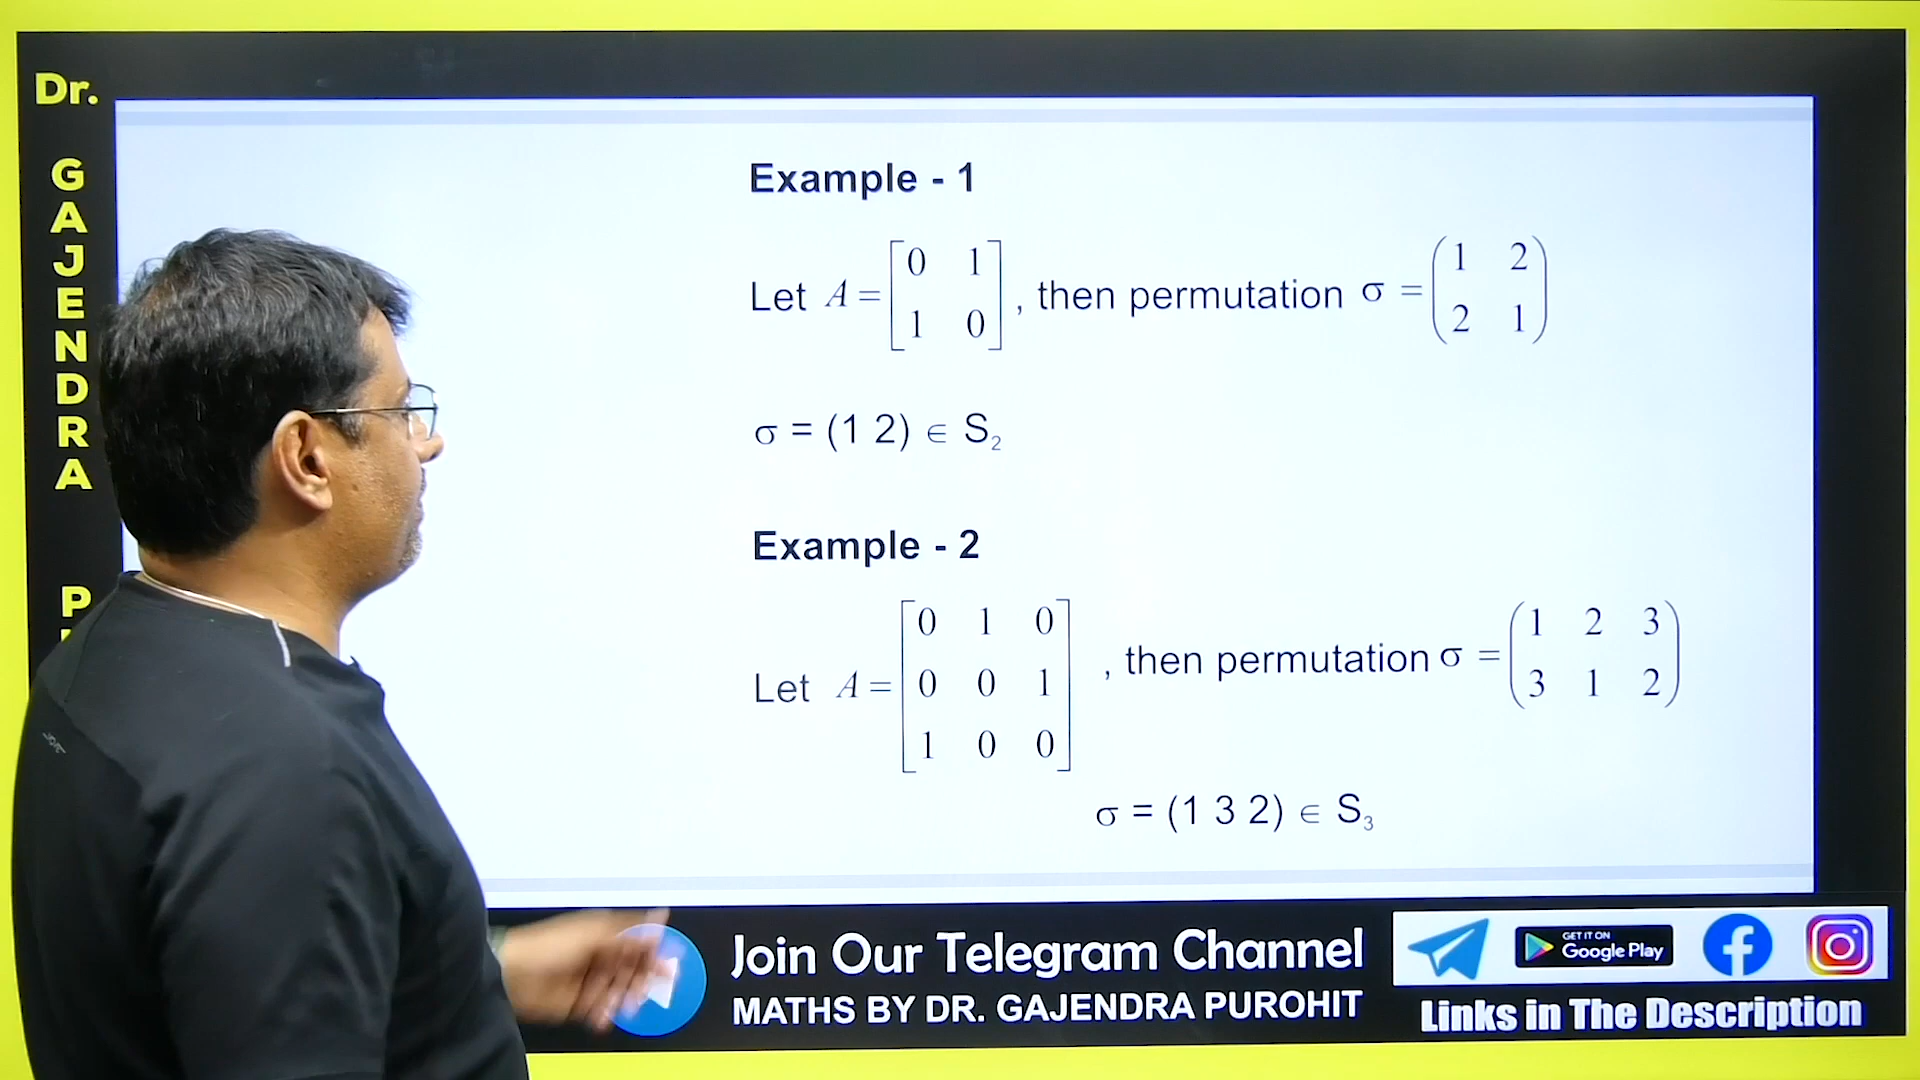 Dr.
GAJENDRA
P
Example - 1
Let A = [0 1; 1 0], then permutation σ = (1 2; 2 1)
σ = (1 2) ∈ S₂
Example - 2
Let A = [0 1 0; 0 0 1; 1 0 0], then permutation σ = (1 2 3; 3 1 2)
σ = (1 3 2) ∈ S₃
Join Our Telegram Channel
MATHS BY DR. GAJENDRA PUROHIT
GET IT ON
Google Play
Links in The Description